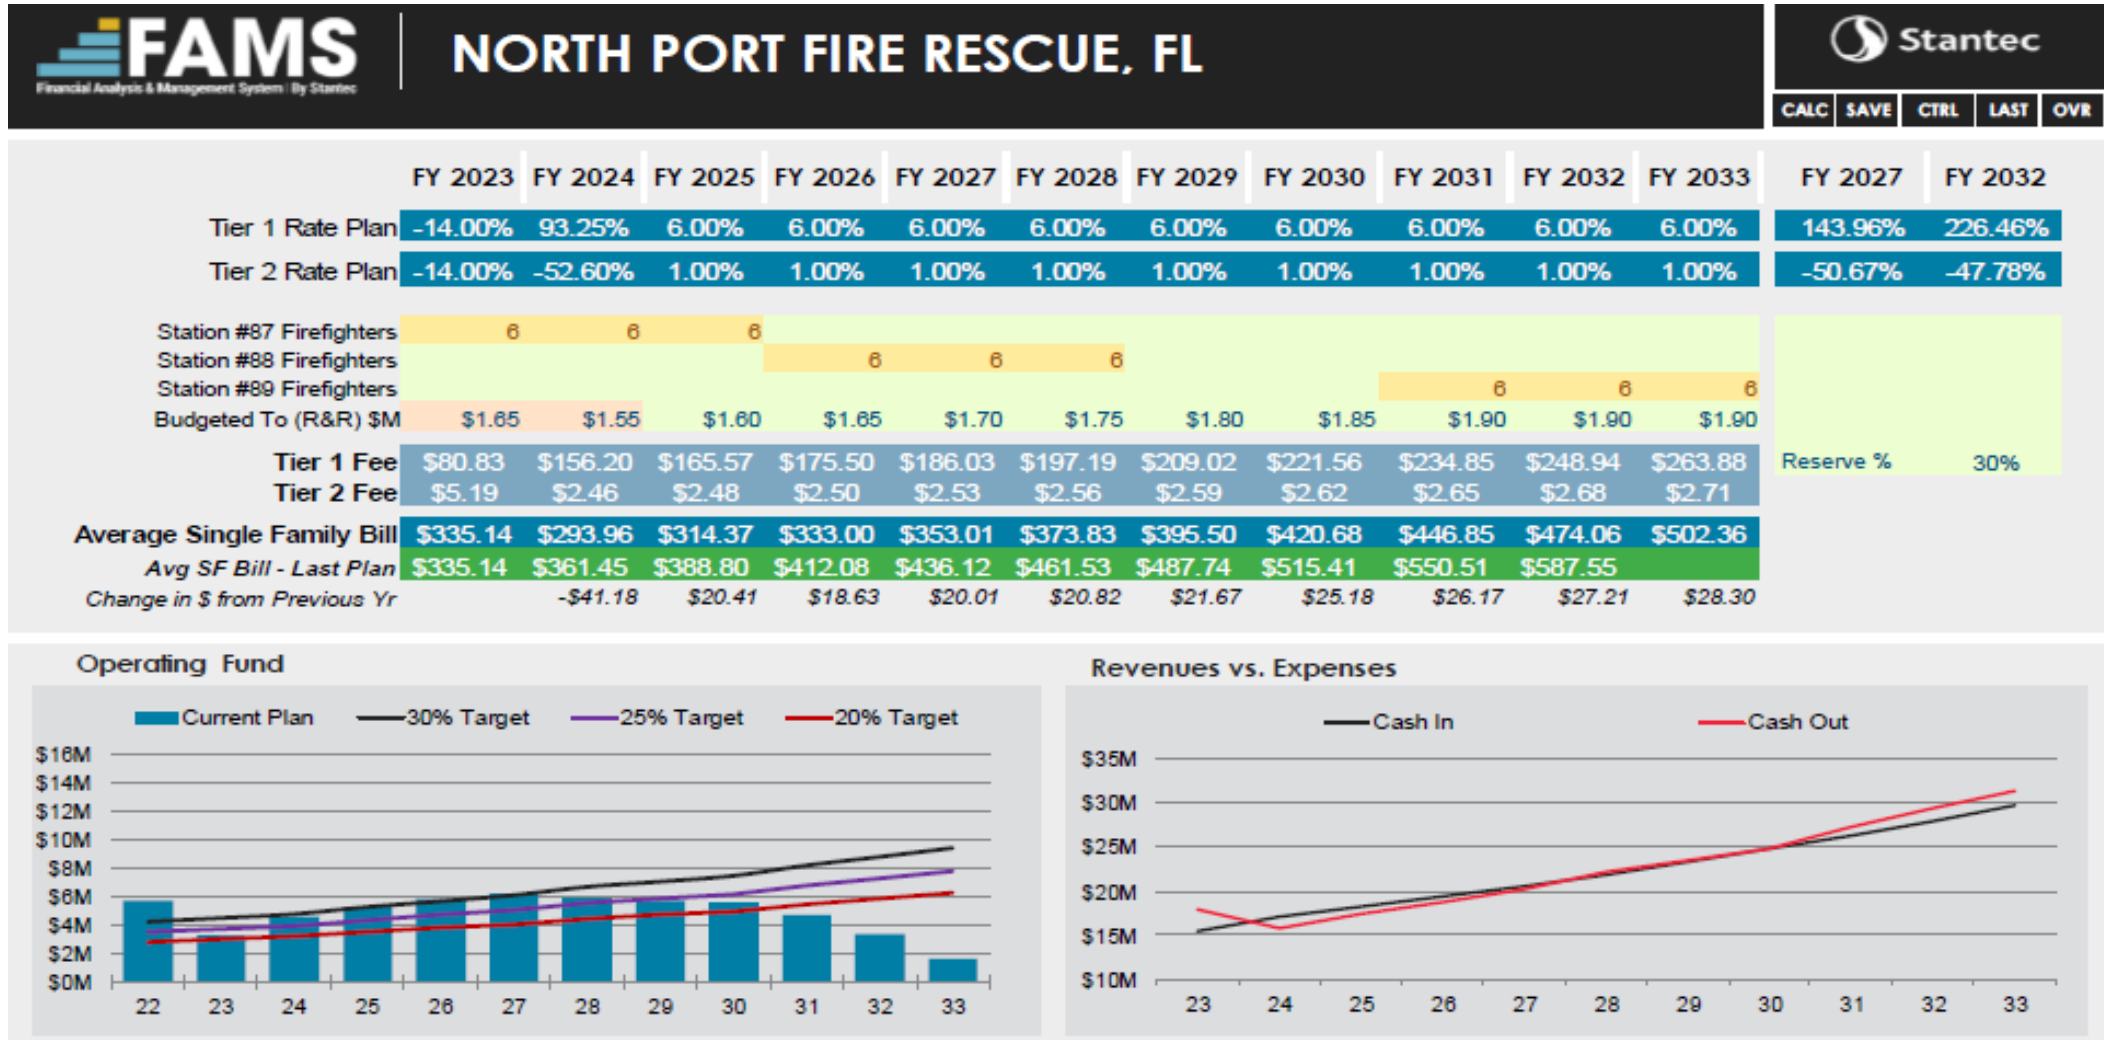 FAMS
Financial Analysis & Management System | By Stantec
NORTH PORT FIRE RESCUE, FL
Stantec
CALC SAVE CTRL LAST OVR
FY 2023 FY 2024 FY 2025 FY 2026 FY 2027 FY 2028 FY 2029 FY 2030 FY 2031 FY 2032 FY 2033 FY 2027 FY 2032
Tier 1 Rate Plan -14.00% 93.25% 6.00% 6.00% 6.00% 6.00% 6.00% 6.00% 6.00% 6.00% 6.00% 143.96% 226.46%
Tier 2 Rate Plan -14.00% -52.60% 1.00% 1.00% 1.00% 1.00% 1.00% 1.00% 1.00% 1.00% 1.00% -50.67% -47.78%
Station #87 Firefighters 6 6 6
Station #88 Firefighters 6 6 6
Station #89 Firefighters 6 6 6
Budgeted To (R&R) $M $1.65 $1.55 $1.60 $1.65 $1.70 $1.75 $1.80 $1.85 $1.90 $1.90 $1.90
Tier 1 Fee $80.83 $156.20 $165.57 $175.50 $186.03 $197.19 $209.02 $221.56 $234.85 $248.94 $263.88 Reserve % 30%
Tier 2 Fee $5.19 $2.46 $2.48 $2.50 $2.53 $2.56 $2.59 $2.62 $2.65 $2.68 $2.71
Average Single Family Bill $335.14 $293.96 $314.37 $333.00 $353.01 $373.83 $395.50 $420.68 $446.85 $474.06 $502.36
Avg SF Bill - Last Plan $335.14 $361.45 $388.80 $412.08 $436.12 $461.53 $487.74 $515.41 $550.51 $587.55
Change in $ from Previous Yr -$41.18 $20.41 $18.63 $20.01 $20.82 $21.67 $25.18 $26.17 $27.21 $28.30
Operating Fund
Current Plan 30% Target 25% Target 20% Target
$16M
$14M
$12M
$10M
$8M
$6M
$4M
$2M
$0M
22 23 24 25 26 27 28 29 30 31 32 33
Revenues vs. Expenses
Cash In Cash Out
$35M
$30M
$25M
$20M
$15M
$10M
23 24 25 26 27 28 29 30 31 32 33